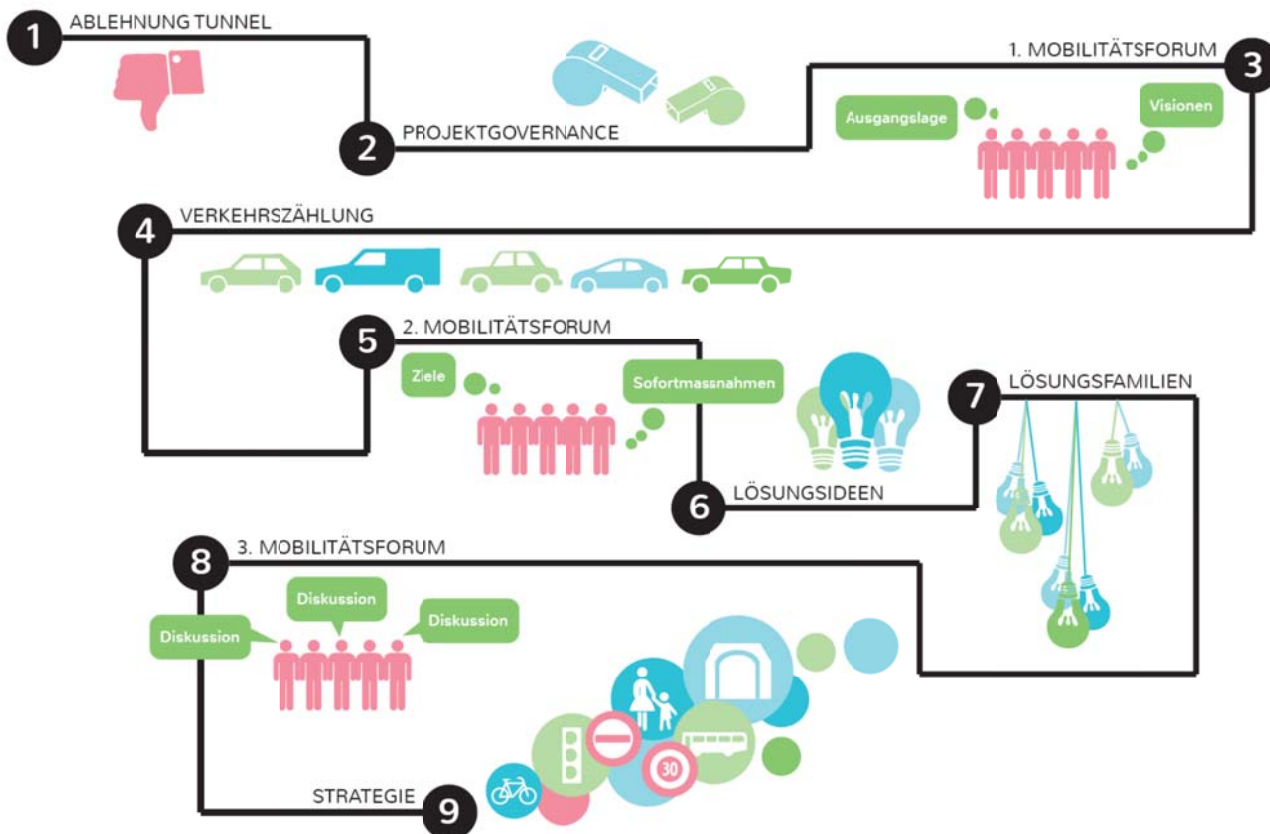 1 ABLEHNUNG TUNNEL
2 PROJEKTGOVERNANCE
1. MOBILITÄTSFORUM 3
Ausgangslage
Visionen
4 VERKEHRSZÄHLUNG
5 2. MOBILITÄTSFORUM
Ziele
Sofortmassnahmen
6 LÖSUNGSIDEEN
7 LÖSUNGSFAMILIEN
8 3. MOBILITÄTSFORUM
Diskussion
Diskussion
Diskussion
30
STRATEGIE 9